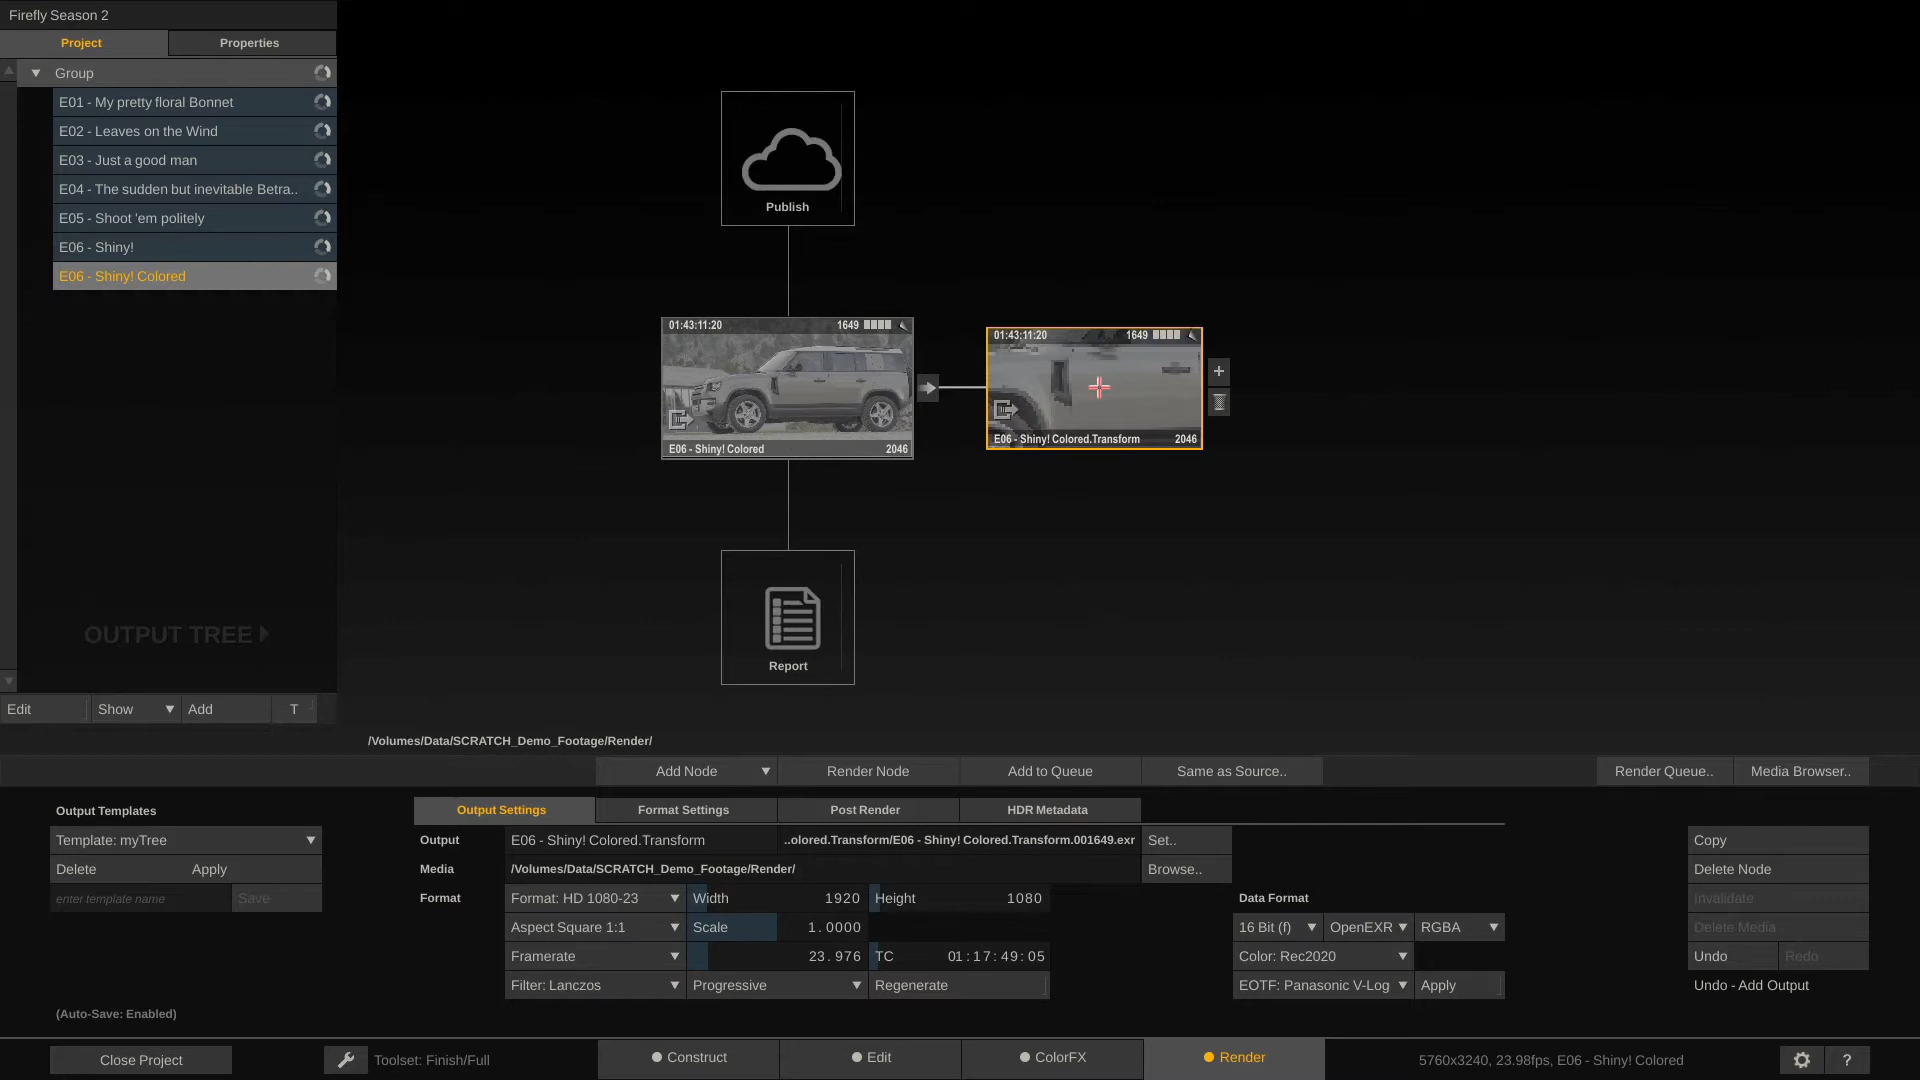 Firefly Season 2
Project
Properties
Group
E01 - My pretty floral Bonnet
E02 - Leaves on the Wind
E03 - Just a good man
E04 - The sudden but inevitable Betra..
E05 - Shoot 'em politely
E06 - Shiny!
E06 - Shiny! Colored
OUTPUT TREE
Edit
Show
Add
T
Publish
01:43:11:20
1649
E06 - Shiny! Colored
2046
01:43:11:20
1649
E06 - Shiny! Colored.Transform
2046
Report
/Volumes/Data/SCRATCH_Demo_Footage/Render/
Add Node
Render Node
Add to Queue
Same as Source..
Render Queue..
Media Browser..
Output Templates
Template: myTree
Delete
Apply
enter template name
Save
(Auto-Save: Enabled)
Output Settings
Format Settings
Post Render
HDR Metadata
Output
E06 - Shiny! Colored.Transform
..olored.Transform/E06 - Shiny! Colored.Transform.001649.exr
Set..
Media
/Volumes/Data/SCRATCH_Demo_Footage/Render/
Browse..
Format
Format: HD 1080-23
Width
1920
Height
1080
Aspect Square 1:1
Scale
1.0000
Framerate
23.976
TC
01:17:49:05
Filter: Lanczos
Progressive
Regenerate
Data Format
16 Bit (f)
OpenEXR
RGBA
Color: Rec2020
EOTF: Panasonic V-Log
Apply
Copy
Delete Node
Invalidate
Delete Media
Undo
Redo
Undo - Add Output
Close Project
Toolset: Finish/Full
Construct
Edit
ColorFX
Render
5760x3240, 23.98fps, E06 - Shiny! Colored
?